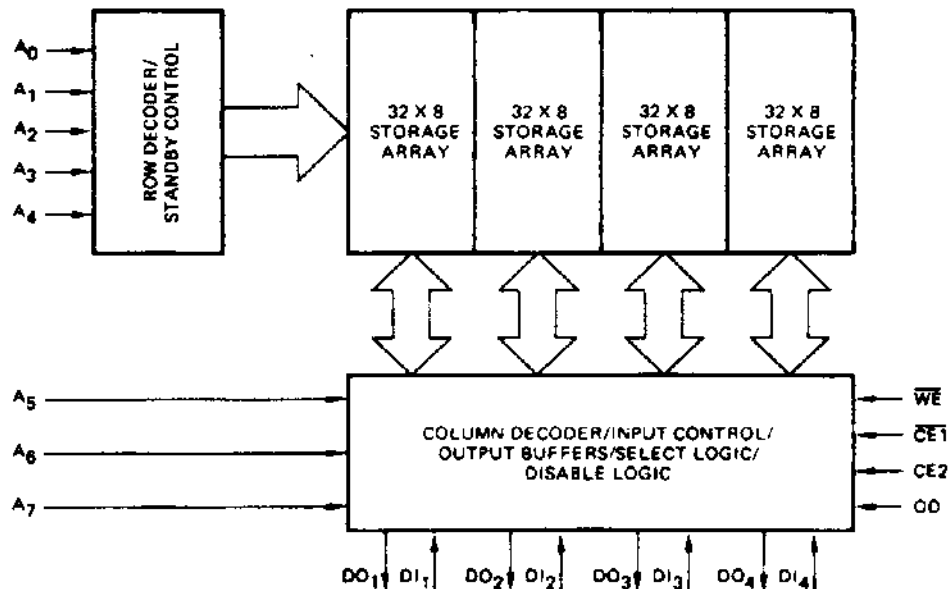 A0
A1
A2
A3
A4
ROW DECODER/
STANDBY CONTROL
32 X 8
STORAGE
ARRAY
32 X 8
STORAGE
ARRAY
32 X 8
STORAGE
ARRAY
32 X 8
STORAGE
ARRAY
A5
A6
A7
COLUMN DECODER/INPUT CONTROL/
OUTPUT BUFFERS/SELECT LOGIC/
DISABLE LOGIC
W̅E̅
C̅E̅1̅
CE2
OD
DO1 DI1 DO2 DI2 DO3 DI3 DO4 DI4